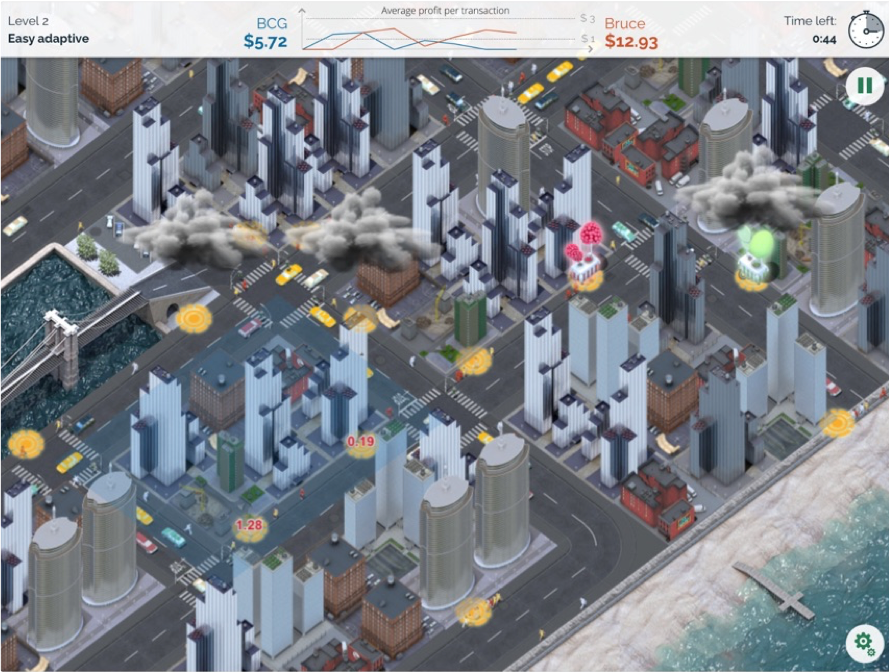 Level 2
Easy adaptive
BCG
$5.72
Average profit per transaction
$ 3
$ 1
Bruce
$12.93
Time left:
0:44
0.19
1.28